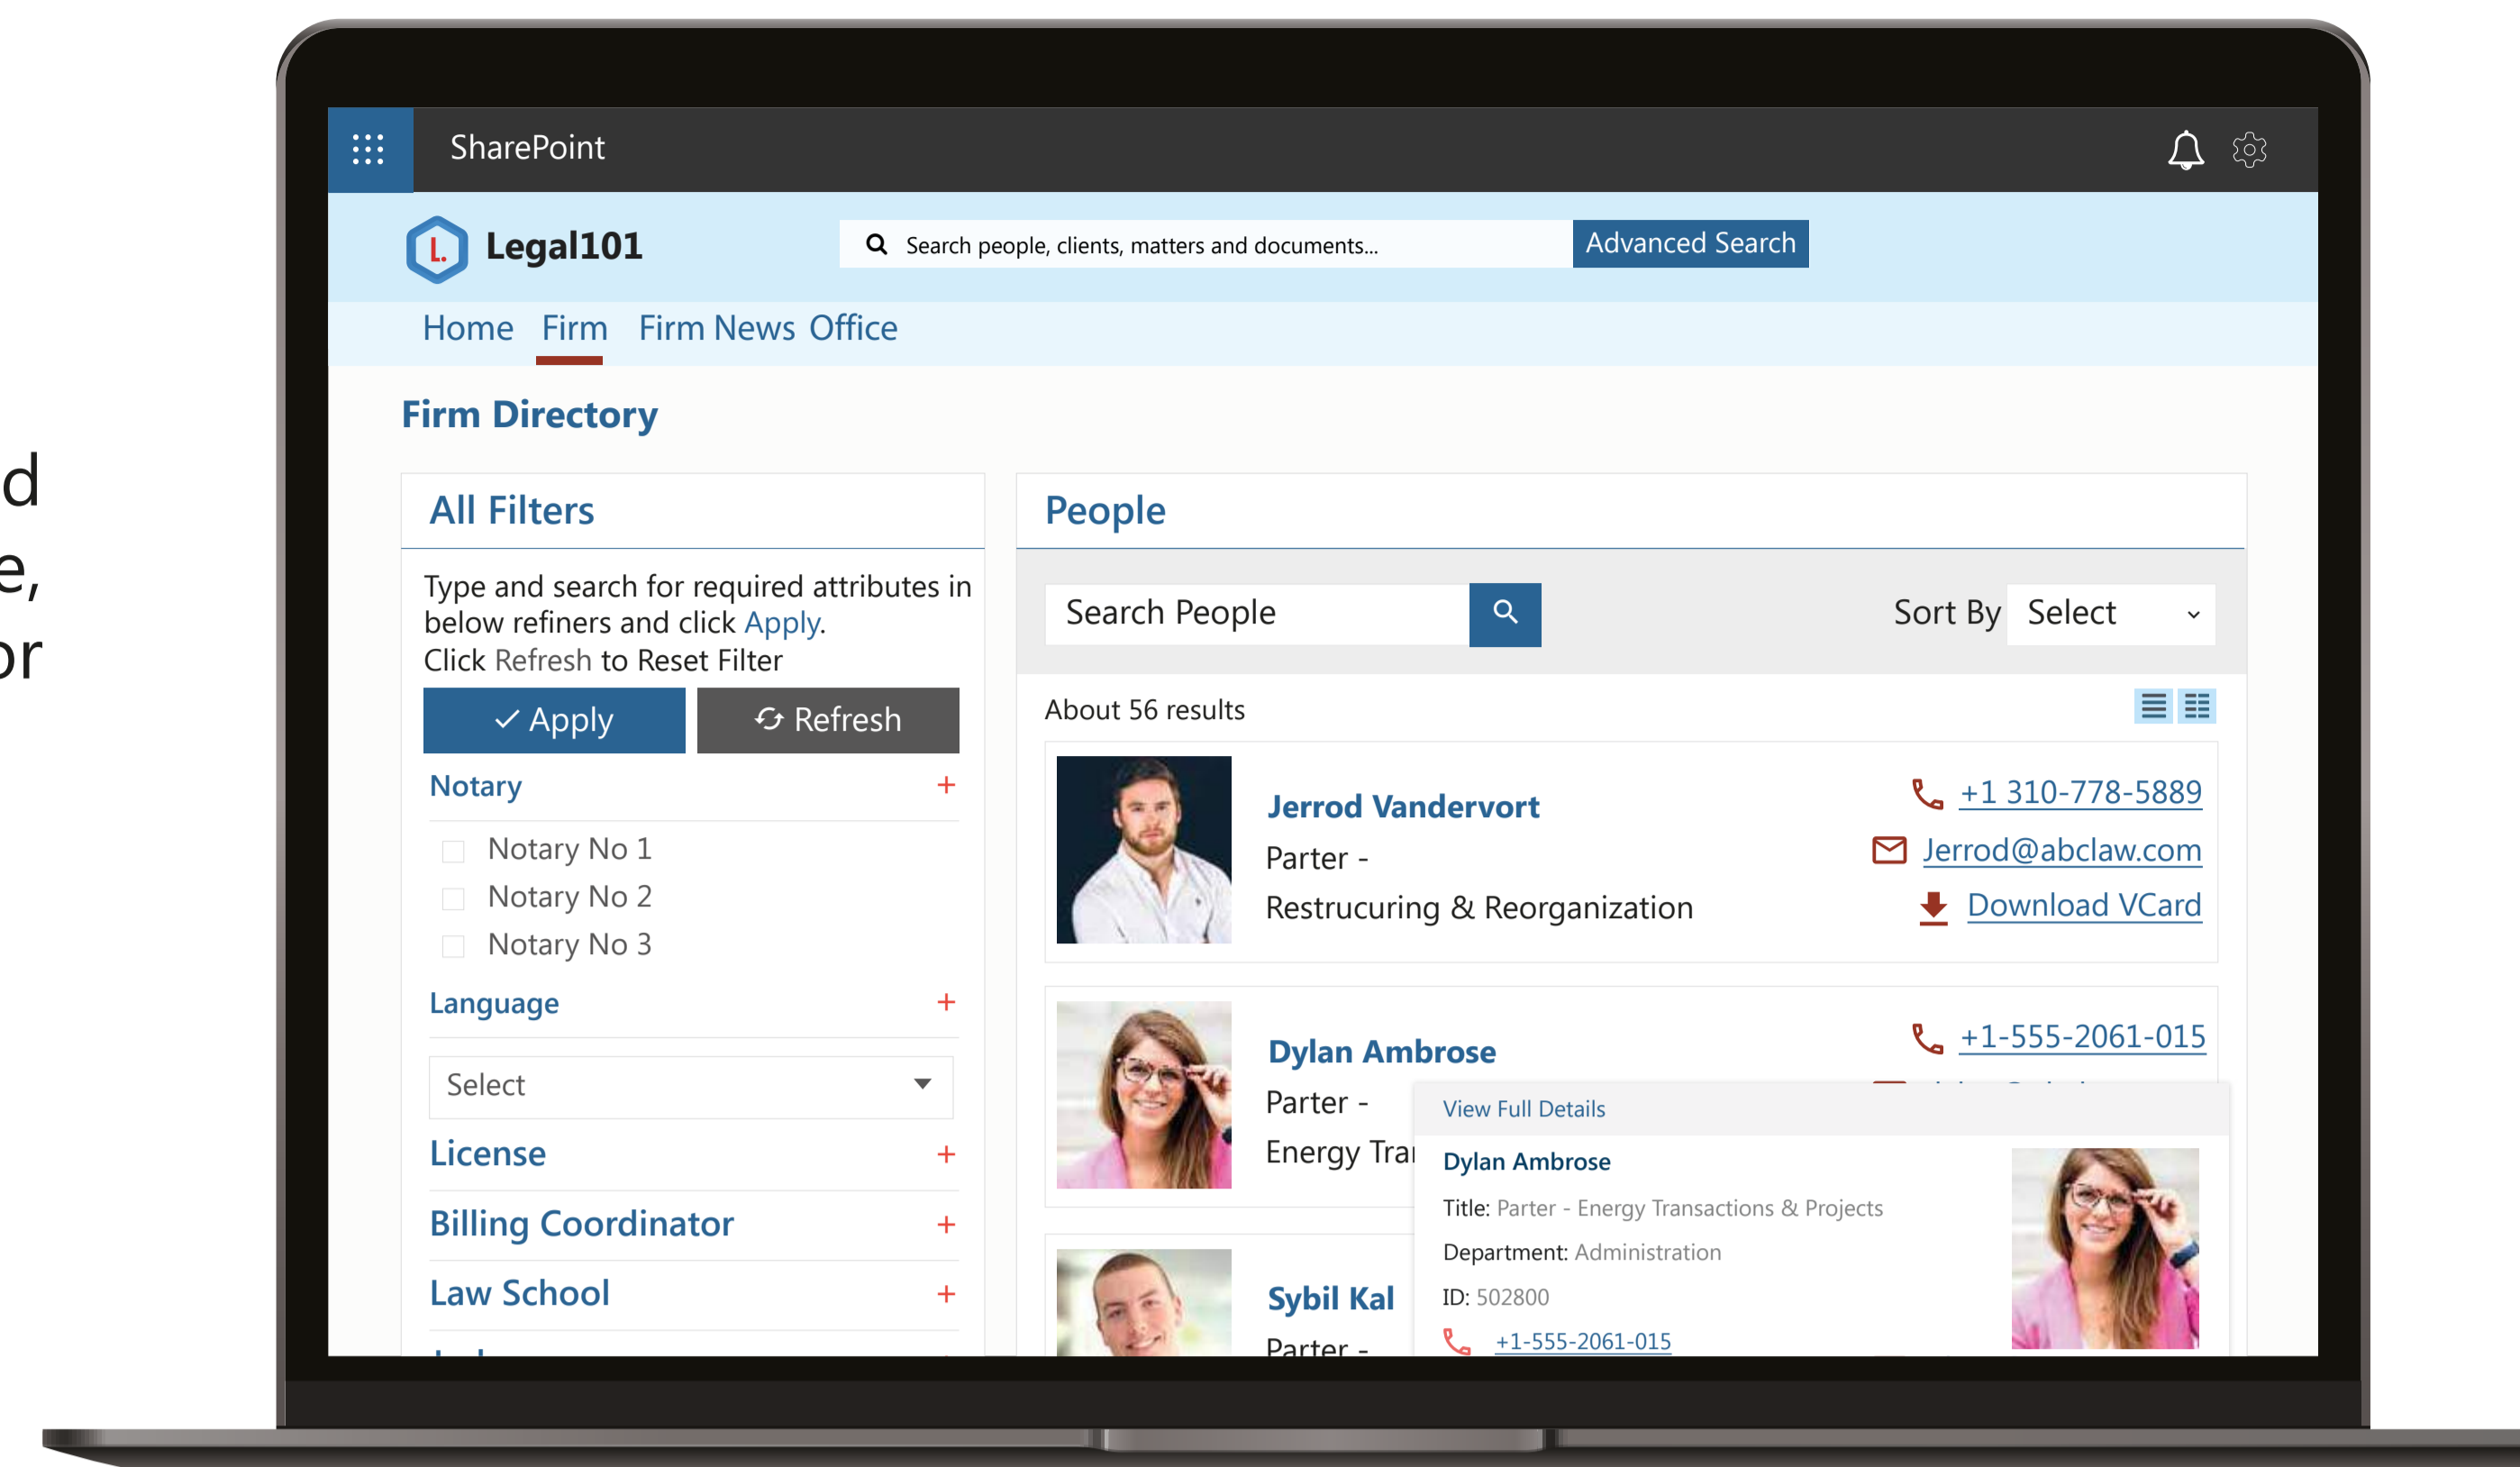 d
e,
or
SharePoint
L.
Legal101
Search people, clients, matters and documents...
Advanced Search
Home Firm Firm News Office
Firm Directory
All Filters
Type and search for required attributes in
below refiners and click Apply.
Click Refresh to Reset Filter
Apply
Refresh
Notary +
Notary No 1
Notary No 2
Notary No 3
Language +
Select
License +
Billing Coordinator +
Law School +
People
Search People
Sort By Select
About 56 results
Jerrod Vandervort
Parter -
Restrucuring & Reorganization
+1 310-778-5889
Jerrod@abclaw.com
Download VCard
Dylan Ambrose
Parter -
Energy Tra
+1-555-2061-015
Sybil Kal
Parter -
View Full Details
Dylan Ambrose
Title: Parter - Energy Transactions & Projects
Department: Administration
ID: 502800
+1-555-2061-015